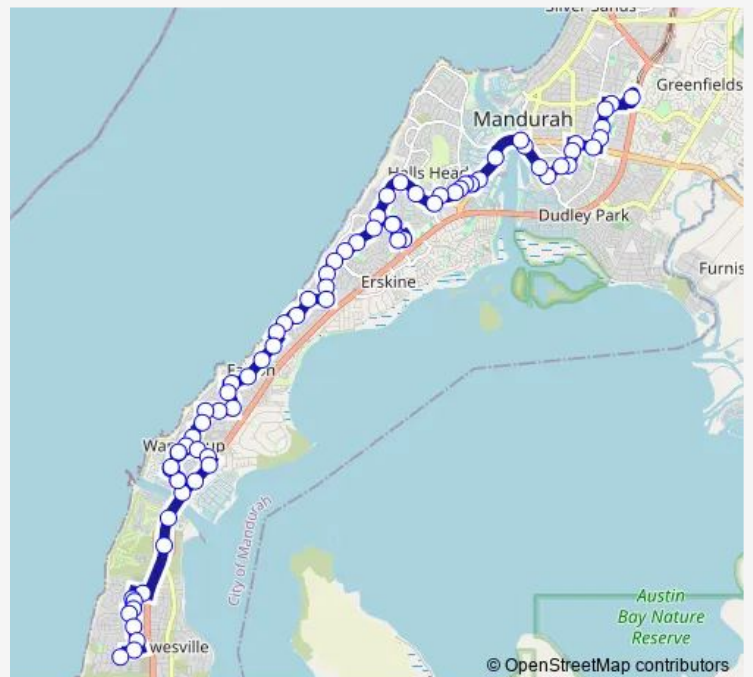 Silver Sands
Greenfields
Mandurah
Halls Head
Dudley Park
Furnis
Erskine
City of Mandurah
Austin
Bay Nature
Reserve
wesville
© OpenStreetMap contributors